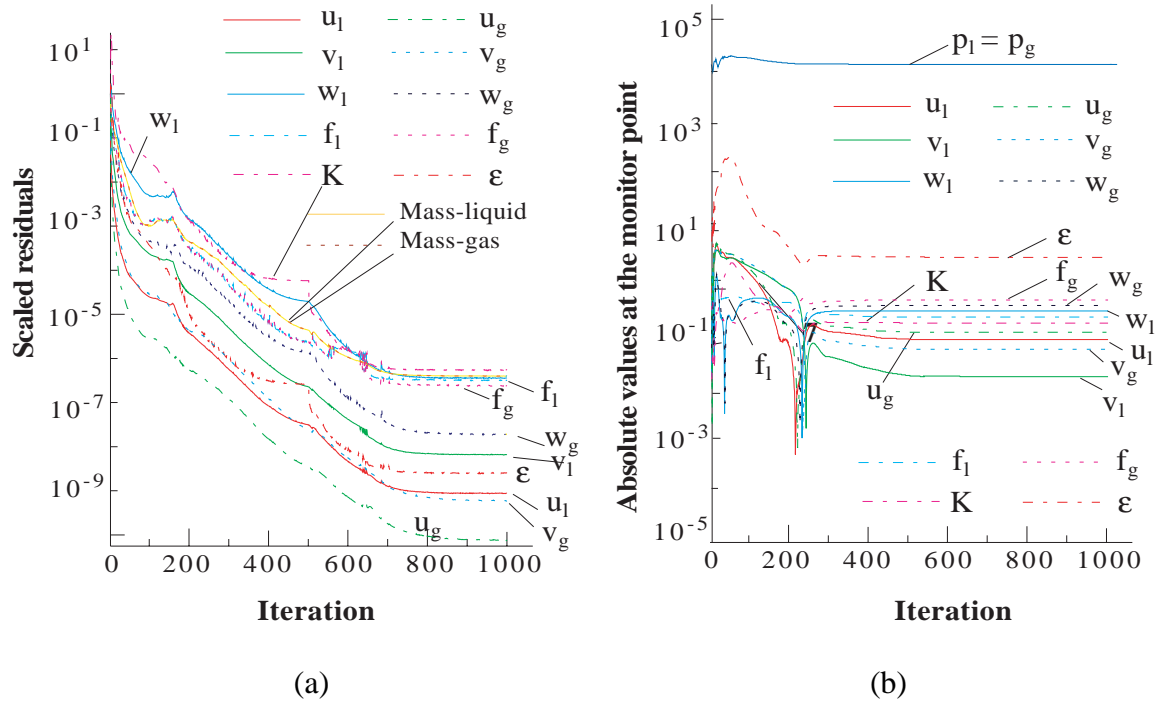 Scaled residuals
10^1
10^-1
10^-3
10^-5
10^-7
10^-9
u_l
u_g
v_l
v_g
w_l
w_g
f_l
f_g
K
ε
Mass-liquid
Mass-gas
w_l
f_l
f_g
w_g
v_l
ε
u_l
u_g
v_g
0 200 400 600 800 1000
Iteration
(a)
Absolute values at the monitor point
10^5
10^3
10^1
10^-1
10^-3
10^-5
p_l = p_g
u_l
u_g
v_l
v_g
w_l
w_g
ε
f_g
w_g
K
w_l
f_l
u_g
u_l
v_g
v_l
f_l
f_g
K
ε
0 200 400 600 800 1000
Iteration
(b)